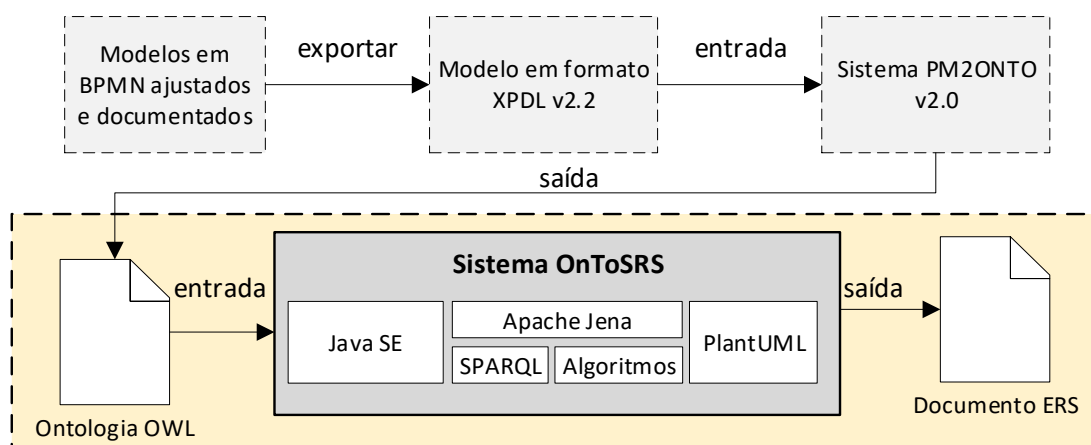 Modelos em
BPMN ajustados
e documentados
exportar
Modelo em formato
XPDL v2.2
entrada
Sistema PM2ONTO
v2.0
saída
Sistema OnToSRS
entrada
Java SE
Apache Jena
SPARQL
Algoritmos
PlantUML
saída
Ontologia OWL
Documento ERS